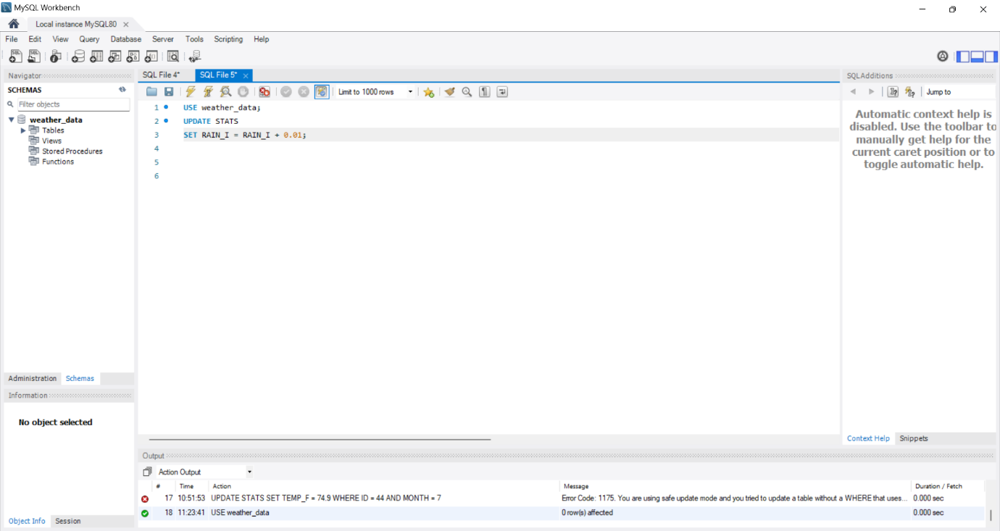 MySQL Workbench
Local instance MySQL80
File Edit View Query Database Server Tools Scripting Help
Navigator
SCHEMAS
Filter objects
weather_data
Tables
Views
Stored Procedures
Functions
Administration Schemas
Information
No object selected
Object Info Session
SQL File 4* SQL File 5*
Limit to 1000 rows
1 USE weather_data;
2 UPDATE STATS
3 SET RAIN_I = RAIN_I + 0.01;
4
5
6
SQLAdditions
Jump to
Automatic context help is
disabled. Use the toolbar to
manually get help for the
current caret position or to
toggle automatic help.
Context Help Snippets
Output
Action Output
# Time Action Message Duration / Fetch
17 10:51:53 UPDATE STATS SET TEMP_F = 74.9 WHERE ID = 44 AND MONTH = 7 Error Code: 1175. You are using safe update mode and you tried to update a table without a WHERE that uses... 0.000 sec
18 11:23:41 USE weather_data 0 row(s) affected 0.000 sec